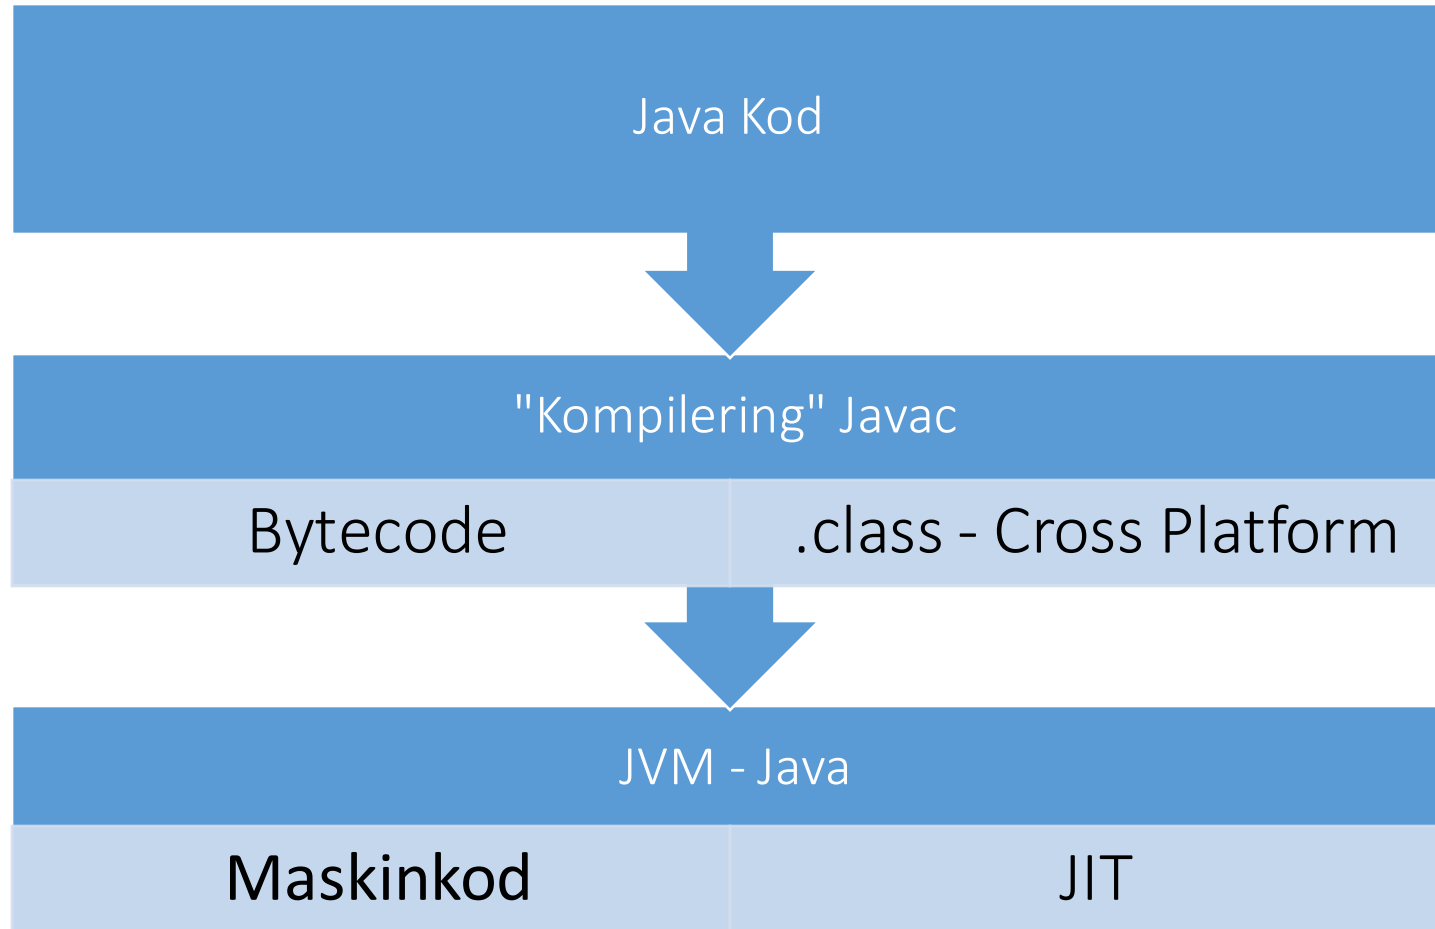 Java Kod
"Kompilering" Javac
Bytecode
.class - Cross Platform
JVM - Java
Maskinkod
JIT